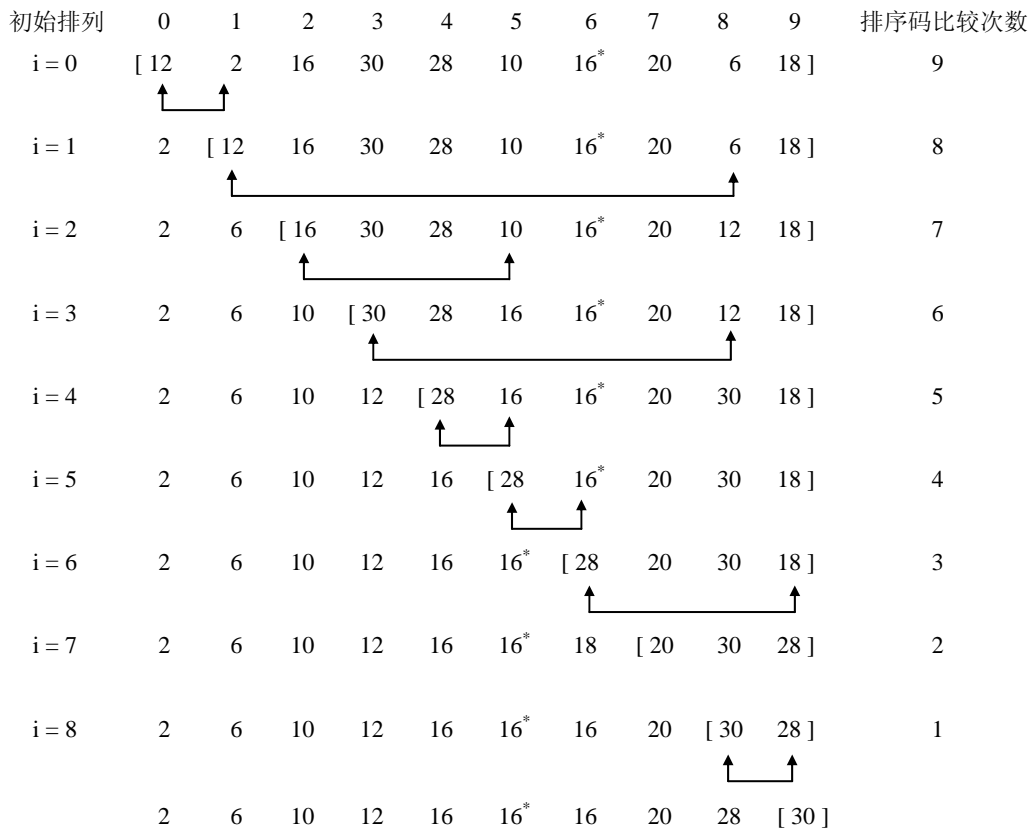 初始排列 0 1 2 3 4 5 6 7 8 9 排序码比较次数
i = 0 [ 12 2 16 30 28 10 16* 20 6 18 ] 9
i = 1 2 [ 12 16 30 28 10 16* 20 6 18 ] 8
i = 2 2 6 [ 16 30 28 10 16* 20 12 18 ] 7
i = 3 2 6 10 [ 30 28 16 16* 20 12 18 ] 6
i = 4 2 6 10 12 [ 28 16 16* 20 30 18 ] 5
i = 5 2 6 10 12 16 [ 28 16* 20 30 18 ] 4
i = 6 2 6 10 12 16 16* [ 28 20 30 18 ] 3
i = 7 2 6 10 12 16 16* 18 [ 20 30 28 ] 2
i = 8 2 6 10 12 16 16* 16 20 [ 30 28 ] 1
2 6 10 12 16 16* 16 20 28 [ 30 ]